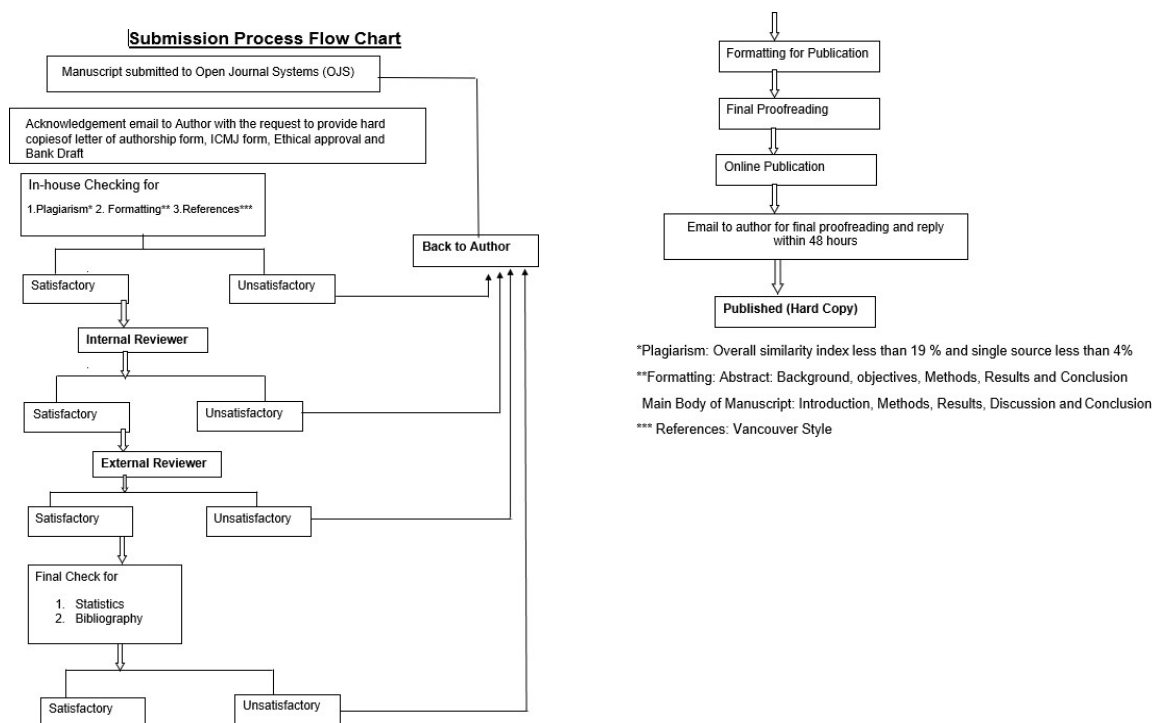 Submission Process Flow Chart
Manuscript submitted to Open Journal Systems (OJS)
Acknowledgement email to Author with the request to provide hard
copiesof letter of authorship form, ICMJ form, Ethical approval and
Bank Draft
In-house Checking for
1.Plagiarism* 2. Formatting** 3.References***
Back to Author
Satisfactory
Unsatisfactory
Internal Reviewer
Satisfactory
Unsatisfactory
External Reviewer
Satisfactory
Unsatisfactory
Final Check for
1. Statistics
2. Bibliography
Satisfactory
Unsatisfactory
Formatting for Publication
Final Proofreading
Online Publication
Email to author for final proofreading and reply
within 48 hours
Published (Hard Copy)
*Plagiarism: Overall similarity index less than 19 % and single source less than 4%
**Formatting: Abstract: Background, objectives, Methods, Results and Conclusion
Main Body of Manuscript: Introduction, Methods, Results, Discussion and Conclusion
*** References: Vancouver Style